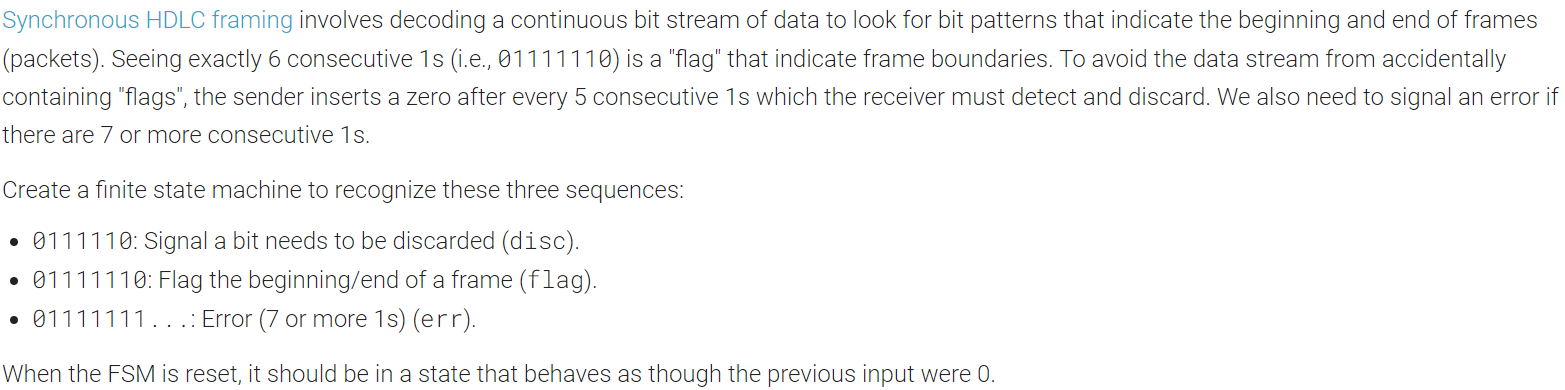 Synchronous HDLC framing involves decoding a continuous bit stream of data to look for bit patterns that indicate the beginning and end of frames
(packets). Seeing exactly 6 consecutive 1s (i.e., 01111110) is a "flag" that indicate frame boundaries. To avoid the data stream from accidentally
containing "flags", the sender inserts a zero after every 5 consecutive 1s which the receiver must detect and discard. We also need to signal an error if
there are 7 or more consecutive 1s.
Create a finite state machine to recognize these three sequences:
• 0111110: Signal a bit needs to be discarded (disc).
• 01111110: Flag the beginning/end of a frame (flag).
• 01111111...: Error (7 or more 1s) (err).
When the FSM is reset, it should be in a state that behaves as though the previous input were 0.